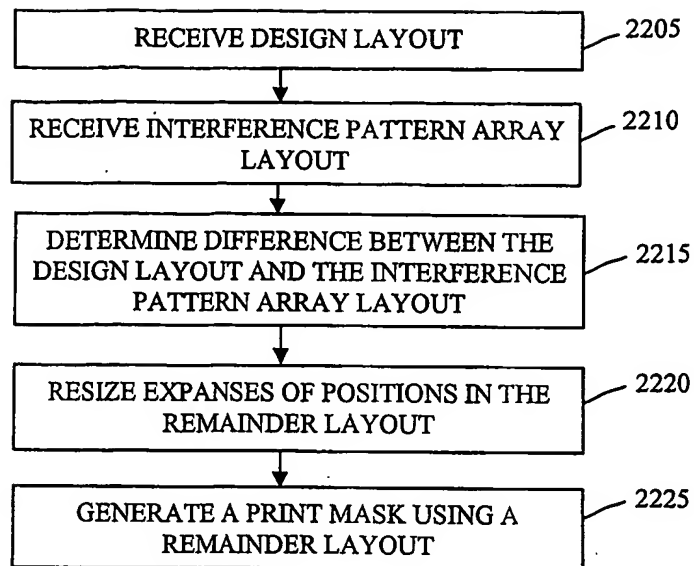 RECEIVE DESIGN LAYOUT
2205
RECEIVE INTERFERENCE PATTERN ARRAY
LAYOUT
2210
DETERMINE DIFFERENCE BETWEEN THE
DESIGN LAYOUT AND THE INTERFERENCE
PATTERN ARRAY LAYOUT
2215
RESIZE EXPANSES OF POSITIONS IN THE
REMAINDER LAYOUT
2220
GENERATE A PRINT MASK USING A
REMAINDER LAYOUT
2225